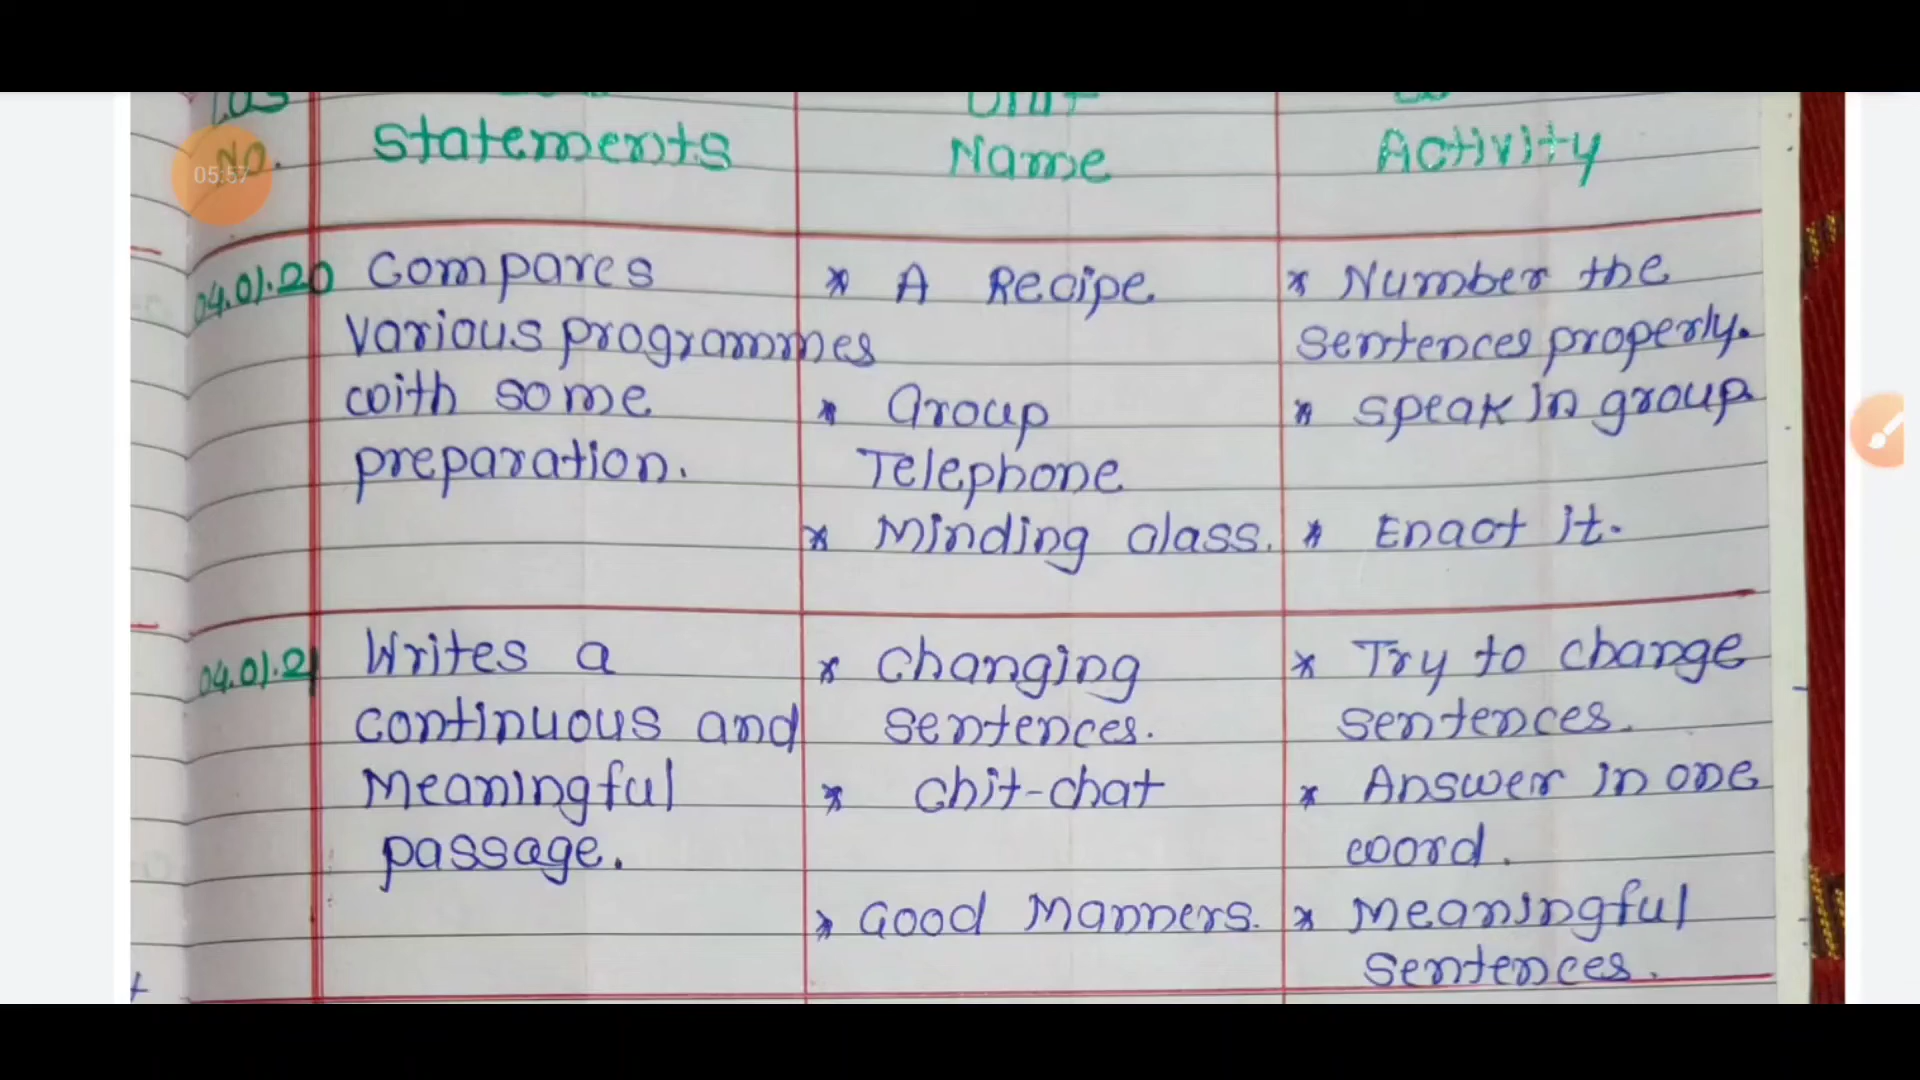 No. Statements Name Activity
05:57
04.01.20 Compares * A Recipe * Number the
various programmes sentences properly.
with some * Group * speak in group
preparation. Telephone
* Minding class. * Enact it.
04.01.21 Writes a * Changing * Try to change
continuous and sentences. sentences.
Meaningful * chit-chat * Answer in one
passage. word.
* Good Manners. * Meaningful
sentences.